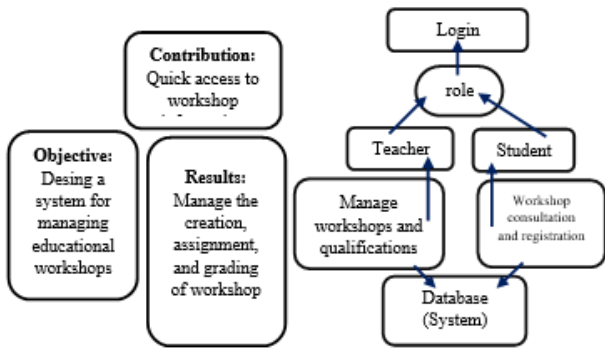 Contribution:
Quick access to
workshop
Objective:
Desing a
system for
managing
educational
workshops
Results:
Manage the
creation,
assignment,
and grading
of workshop
Login
role
Teacher
Student
Manage
workshops and
qualifications
Workshop
consultation
and registration
Database
(System)